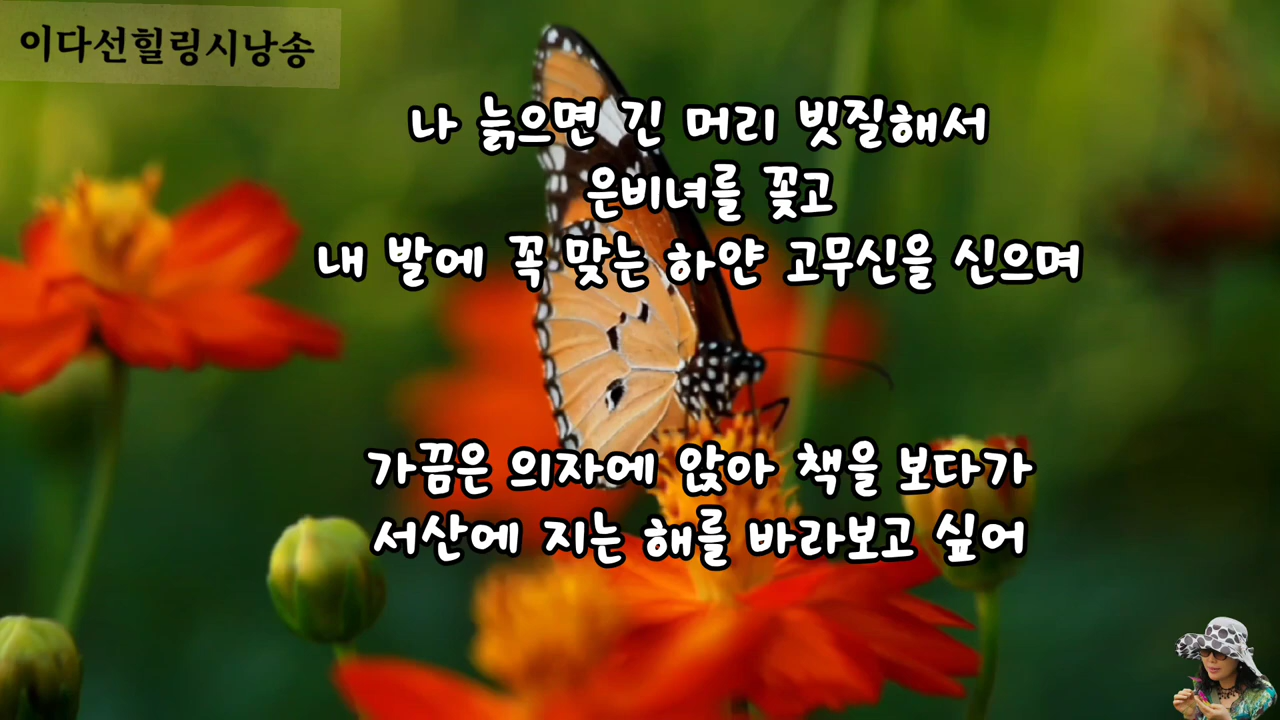 이다선힐링시낭송
나 늙으면 긴 머리 빗질해서
은비녀를 꽂고
내 발에 꼭 맞는 하얀 고무신을 신으며
가끔은 의자에 앉아 책을 보다가
서산에 지는 해를 바라보고 싶어